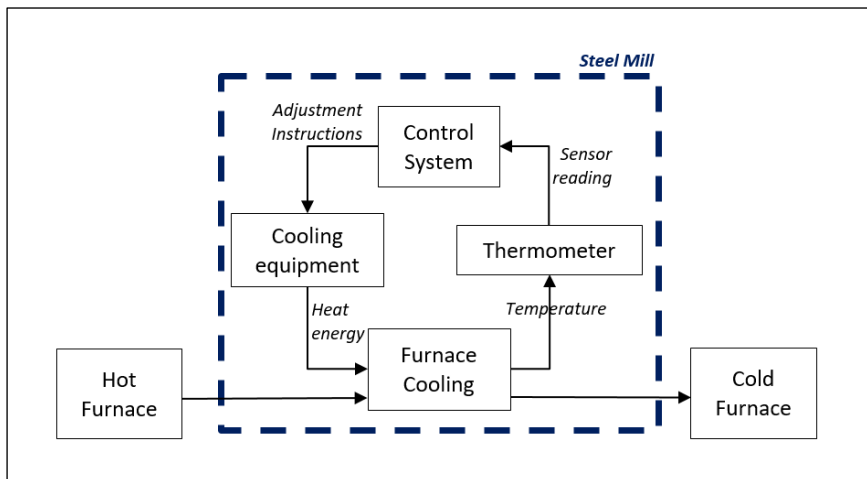 Steel Mill
Adjustment
Instructions
Control
System
Sensor
reading
Cooling
equipment
Thermometer
Heat
energy
Temperature
Furnace
Cooling
Hot
Furnace
Cold
Furnace